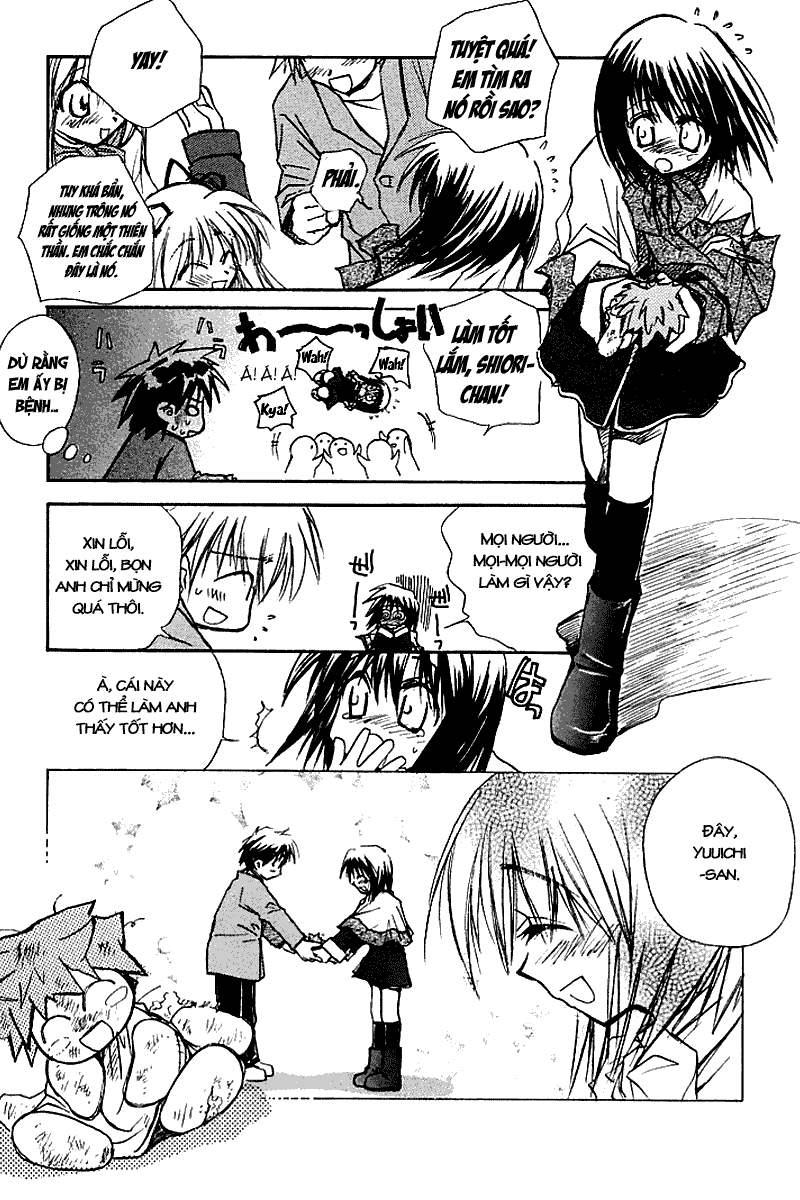 YAY!
TUYỆT QUÁ!
EM TÌM RA
NÓ RỒI SAO?
PHẢI.
TUY KHÁ BẨN,
NHƯNG TRÔNG NÓ
RẤT GIỐNG MỘT THIÊN
THẦN. EM CHẮC CHẮN
ĐÂY LÀ NÓ.
LÀM TỐT
LẮM, SHIORI-
CHAN!
わ〜〜っしょい
Wah!
Wah!
Á! Á! Á!
Kya!
DÙ RẰNG
EM ẤY BỊ
BỆNH...
XIN LỖI,
XIN LỖI, BỌN
ANH CHỈ MỪNG
QUÁ THÔI.
MỌI NGƯỜI...
MỌI-MỌI NGƯỜI
LÀM GÌ VẬY?
À, CÁI NÀY
CÓ THỂ LÀM ANH
THẤY TỐT HƠN...
ĐÂY,
YUUICHI
-SAN.